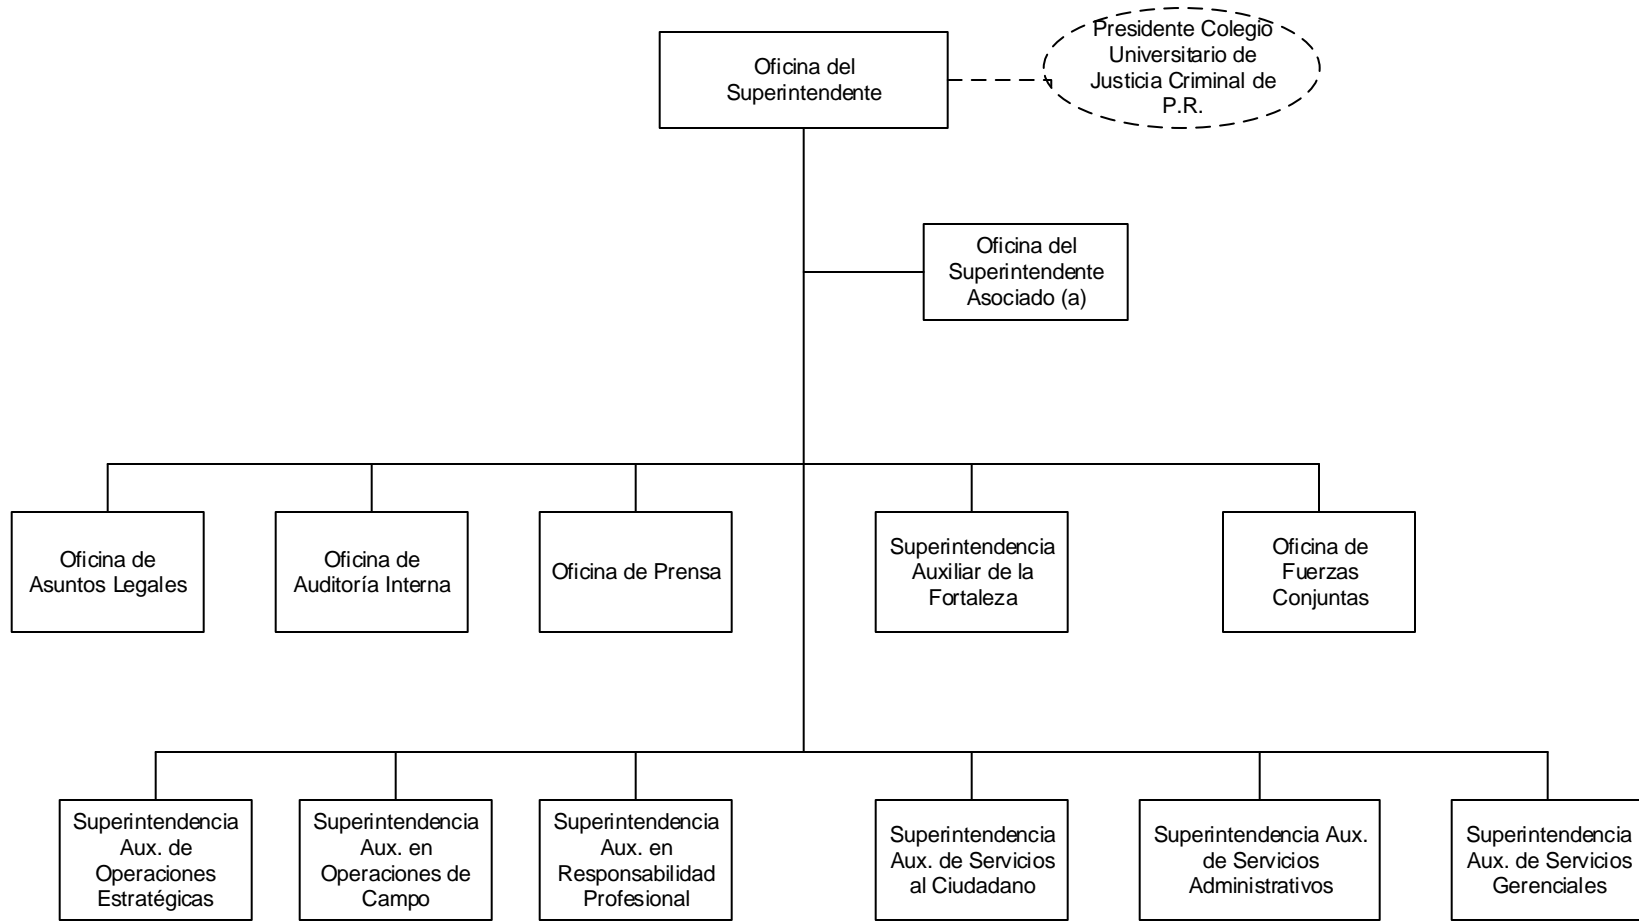 Oficina del
Superintendente
Presidente Colegio
Universitario de
Justicia Criminal de
P.R.
Oficina del
Superintendente
Asociado (a)
Oficina de
Asuntos Legales
Oficina de
Auditoría Interna
Oficina de Prensa
Superintendencia
Auxiliar de la
Fortaleza
Oficina de
Fuerzas
Conjuntas
Superintendencia
Aux. de
Operaciones
Estratégicas
Superintendencia
Aux. en
Operaciones de
Campo
Superintendencia
Aux. en
Responsabilidad
Profesional
Superintendencia
Aux. de Servicios
al Ciudadano
Superintendencia Aux.
de Servicios
Administrativos
Superintendencia
Aux. de Servicios
Gerenciales